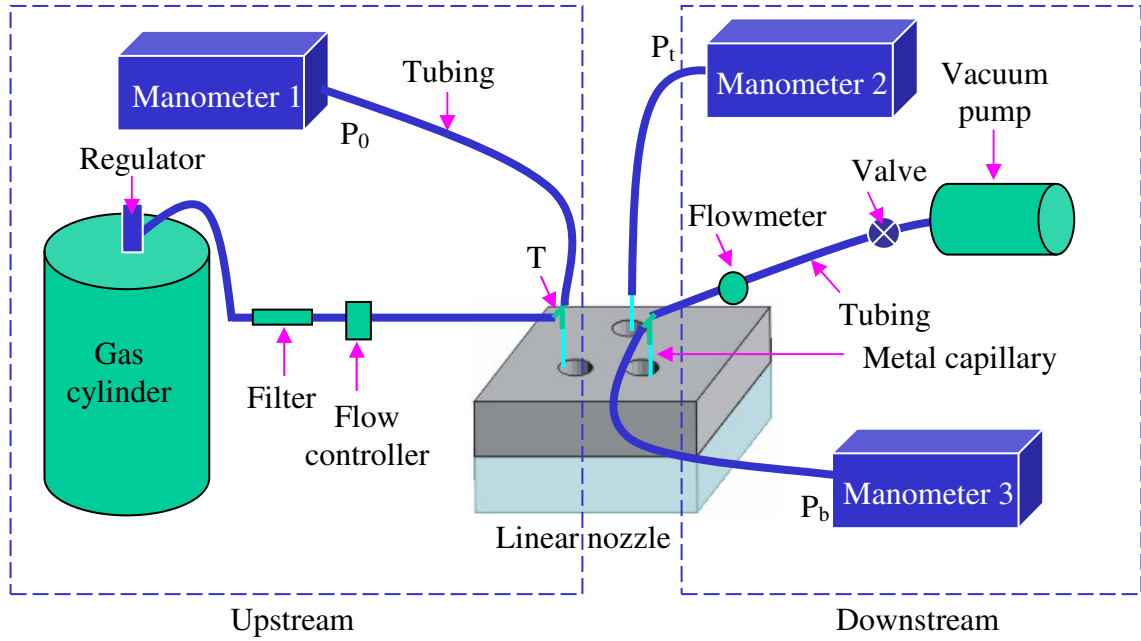 Manometer 1
Tubing
P0
Regulator
Gas
cylinder
Filter
Flow
controller
T
Linear nozzle
Upstream
Pt
Manometer 2
Vacuum
pump
Valve
Flowmeter
Tubing
Metal capillary
Manometer 3
Pb
Downstream